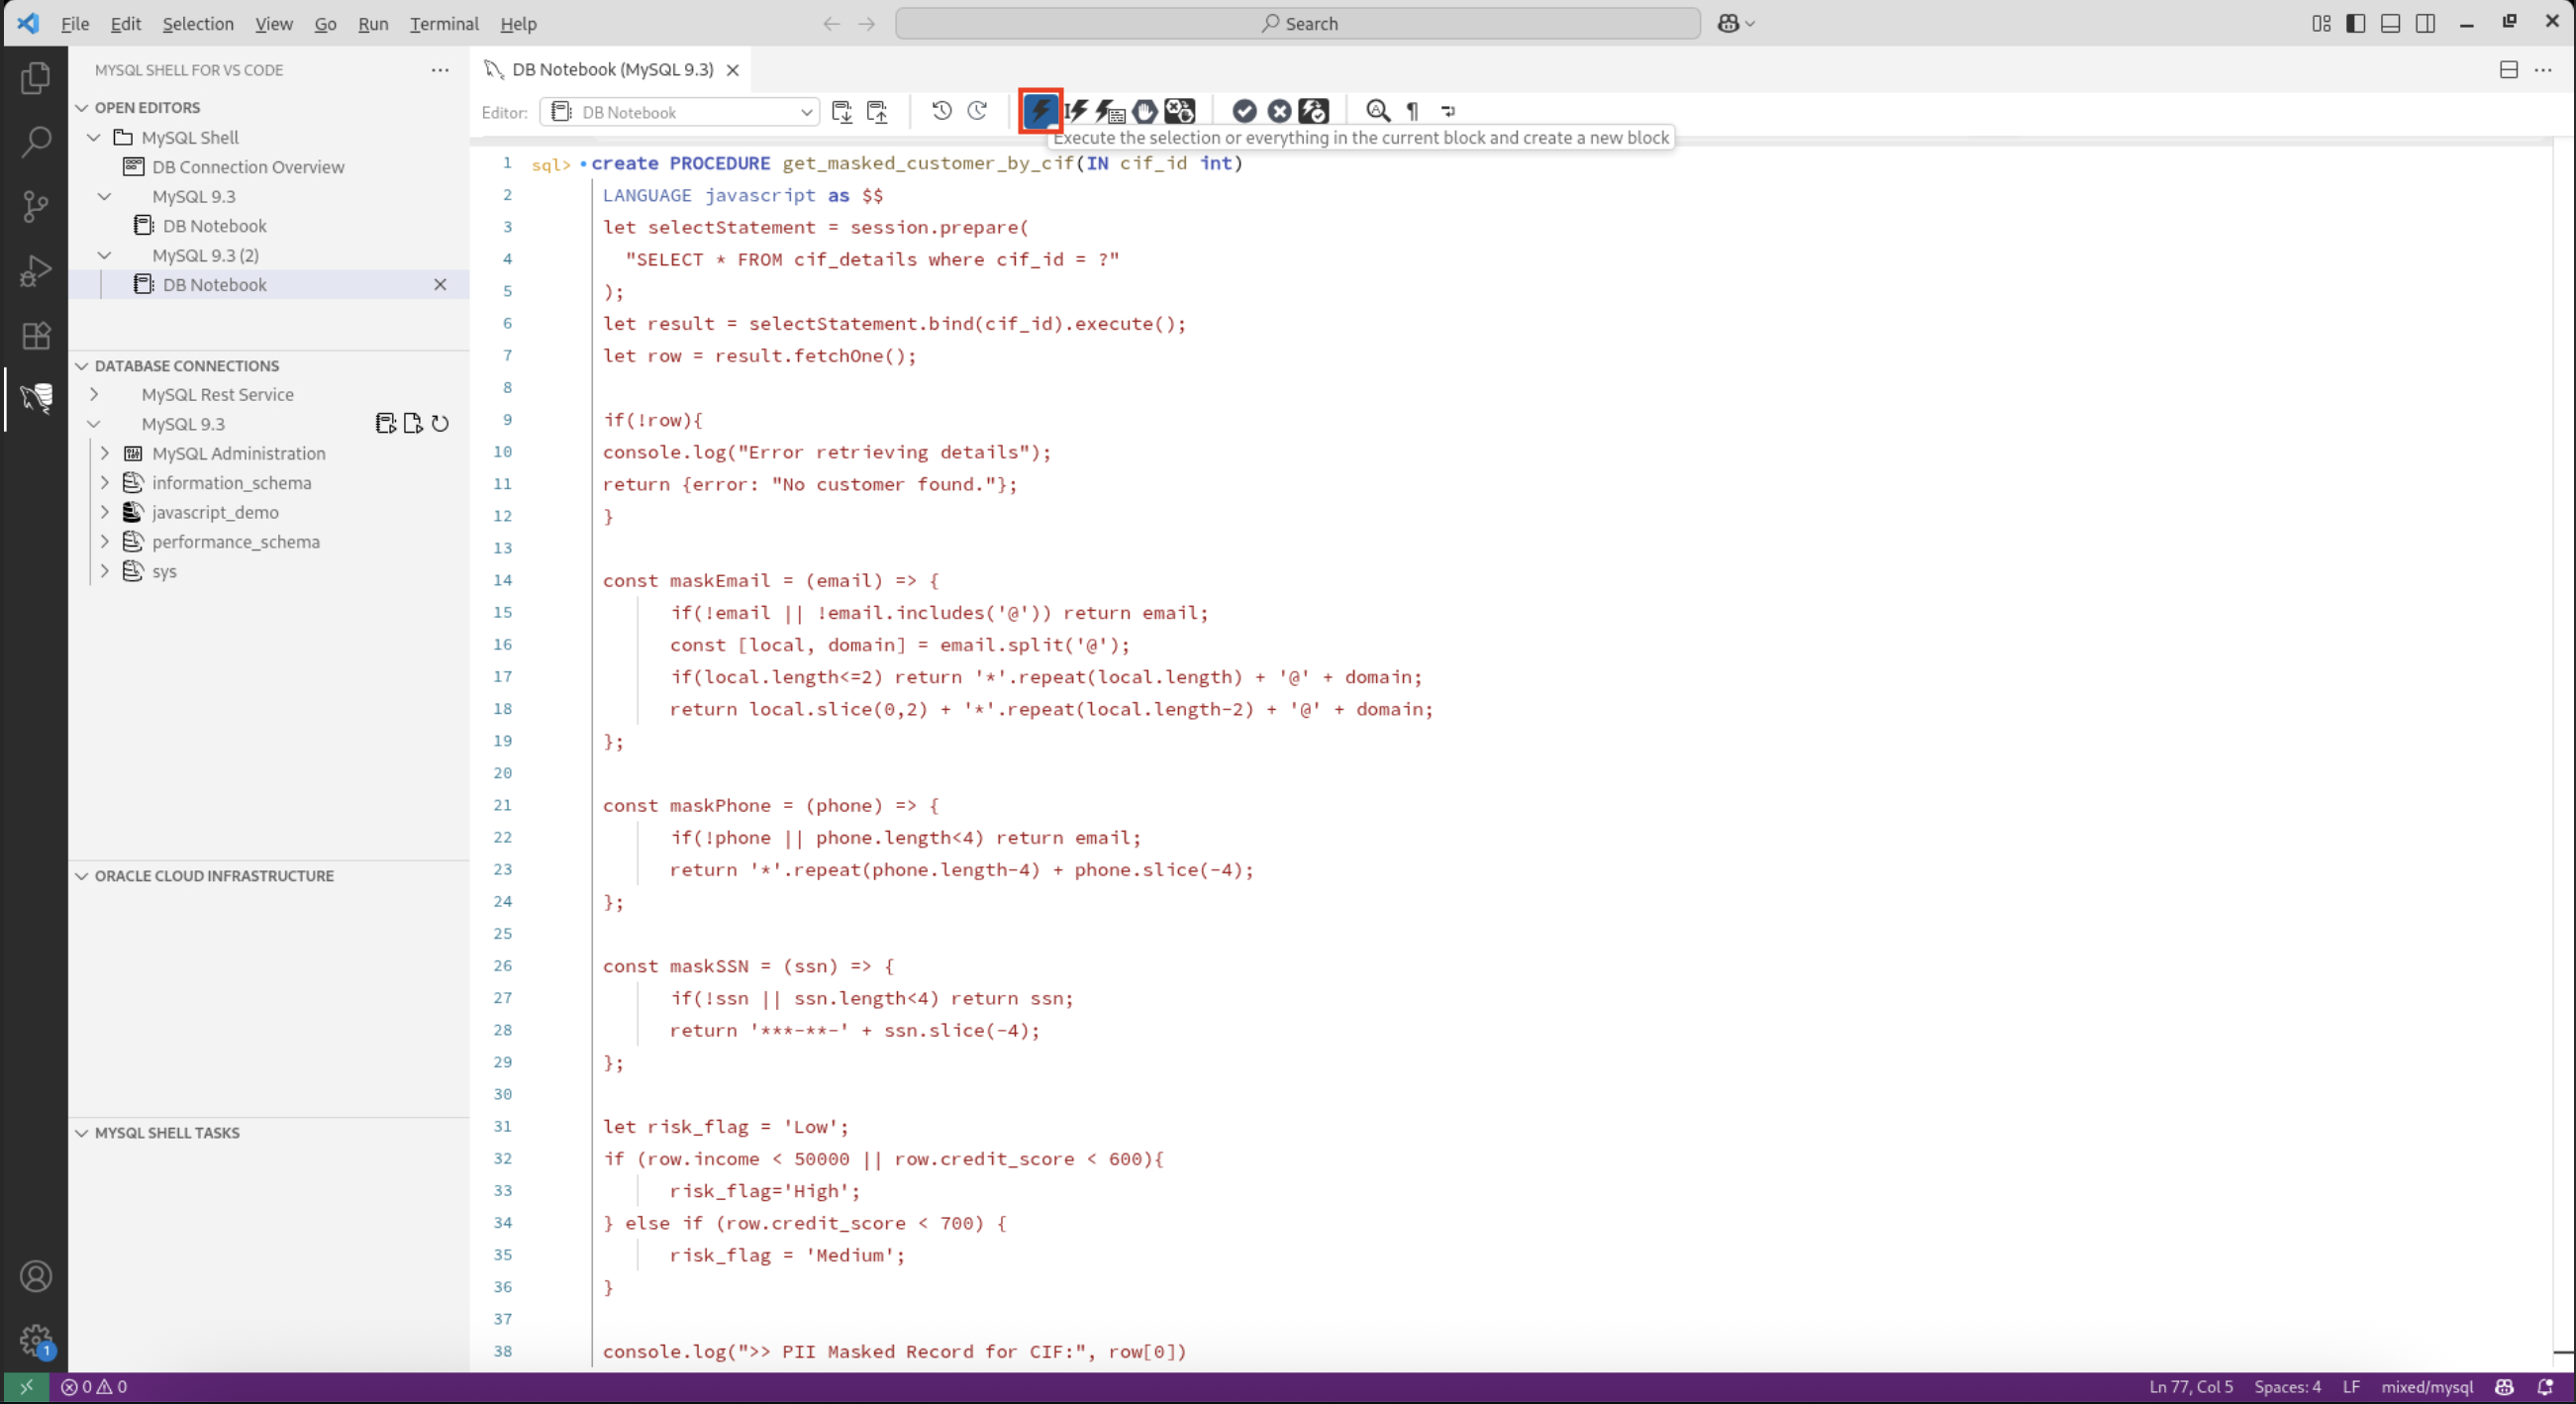 File Edit Selection View Go Run Terminal Help
Search
MYSQL SHELL FOR VS CODE
OPEN EDITORS
MySQL Shell
DB Connection Overview
MySQL 9.3
DB Notebook
MySQL 9.3 (2)
DB Notebook
DATABASE CONNECTIONS
MySQL Rest Service
MySQL 9.3
MySQL Administration
information_schema
javascript_demo
performance_schema
sys
ORACLE CLOUD INFRASTRUCTURE
MYSQL SHELL TASKS
1
DB Notebook (MySQL 9.3)
Editor: DB Notebook
Execute the selection or everything in the current block and create a new block
1 sql> create PROCEDURE get_masked_customer_by_cif(IN cif_id int)
2 LANGUAGE javascript as $$
3 let selectStatement = session.prepare(
4 "SELECT * FROM cif_details where cif_id = ?"
5 );
6 let result = selectStatement.bind(cif_id).execute();
7 let row = result.fetchOne();
8
9 if(!row){
10 console.log("Error retrieving details");
11 return {error: "No customer found."};
12 }
13
14 const maskEmail = (email) => {
15 if(!email || !email.includes('@')) return email;
16 const [local, domain] = email.split('@');
17 if(local.length<=2) return '*'.repeat(local.length) + '@' + domain;
18 return local.slice(0,2) + '*'.repeat(local.length-2) + '@' + domain;
19 };
20
21 const maskPhone = (phone) => {
22 if(!phone || phone.length<4) return email;
23 return '*'.repeat(phone.length-4) + phone.slice(-4);
24 };
25
26 const maskSSN = (ssn) => {
27 if(!ssn || ssn.length<4) return ssn;
28 return '***-**-' + ssn.slice(-4);
29 };
30
31 let risk_flag = 'Low';
32 if (row.income < 50000 || row.credit_score < 600){
33 risk_flag='High';
34 } else if (row.credit_score < 700) {
35 risk_flag = 'Medium';
36 }
37
38 console.log(">> PII Masked Record for CIF:", row[0])
0 0
Ln 77, Col 5 Spaces: 4 LF mixed/mysql